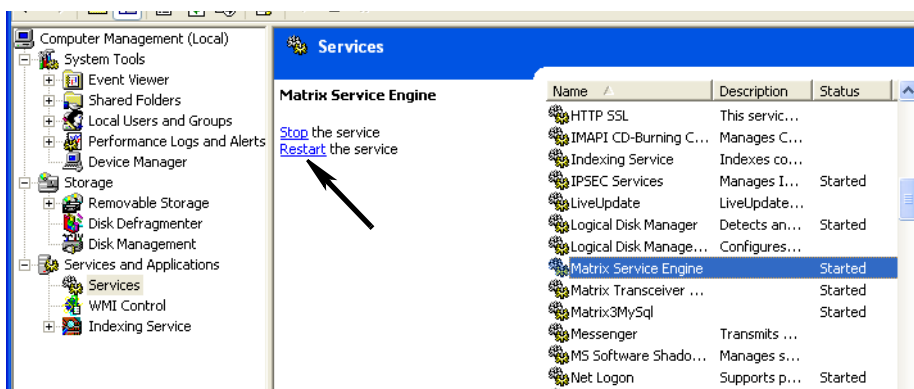 Computer Management (Local)
System Tools
Event Viewer
Shared Folders
Local Users and Groups
Performance Logs and Alerts
Device Manager
Storage
Removable Storage
Disk Defragmenter
Disk Management
Services and Applications
Services
WMI Control
Indexing Service
Services
Matrix Service Engine
Stop the service
Restart the service
Name Description Status
HTTP SSL This servic...
IMAPI CD-Burning C... Manages C...
Indexing Service Indexes co...
IPSEC Services Manages I... Started
LiveUpdate LiveUpdate...
Logical Disk Manager Detects an... Started
Logical Disk Manage... Configures...
Matrix Service Engine Started
Matrix Transceiver ... Started
Matrix3MySql Started
Messenger Transmits ...
MS Software Shado... Manages s...
Net Logon Supports p... Started